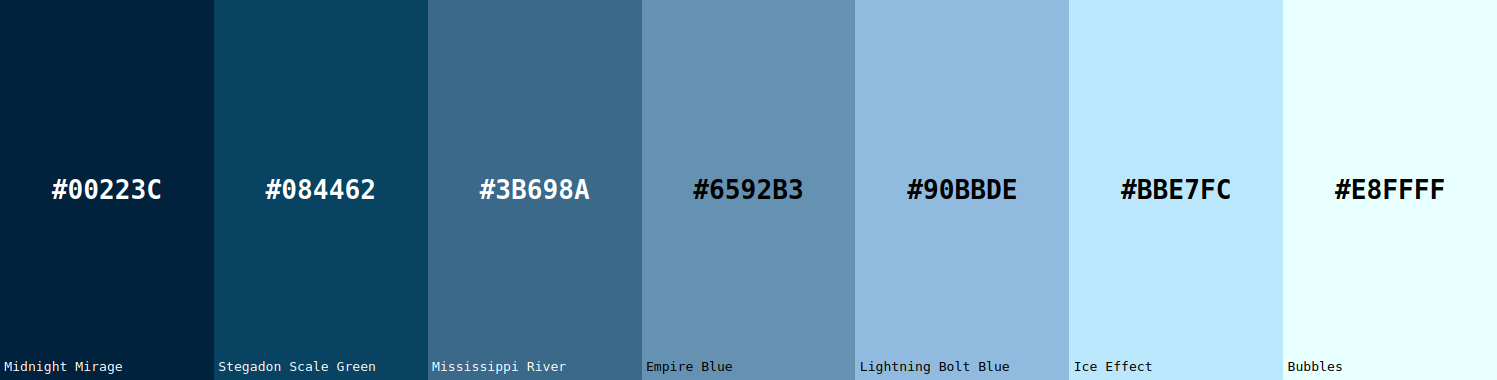 #00223C
#084462
#3B698A
#6592B3
#90BBDE
#BBE7FC
#E8FFFF
Midnight Mirage
Stegadon Scale Green
Mississippi River
Empire Blue
Lightning Bolt Blue
Ice Effect
Bubbles